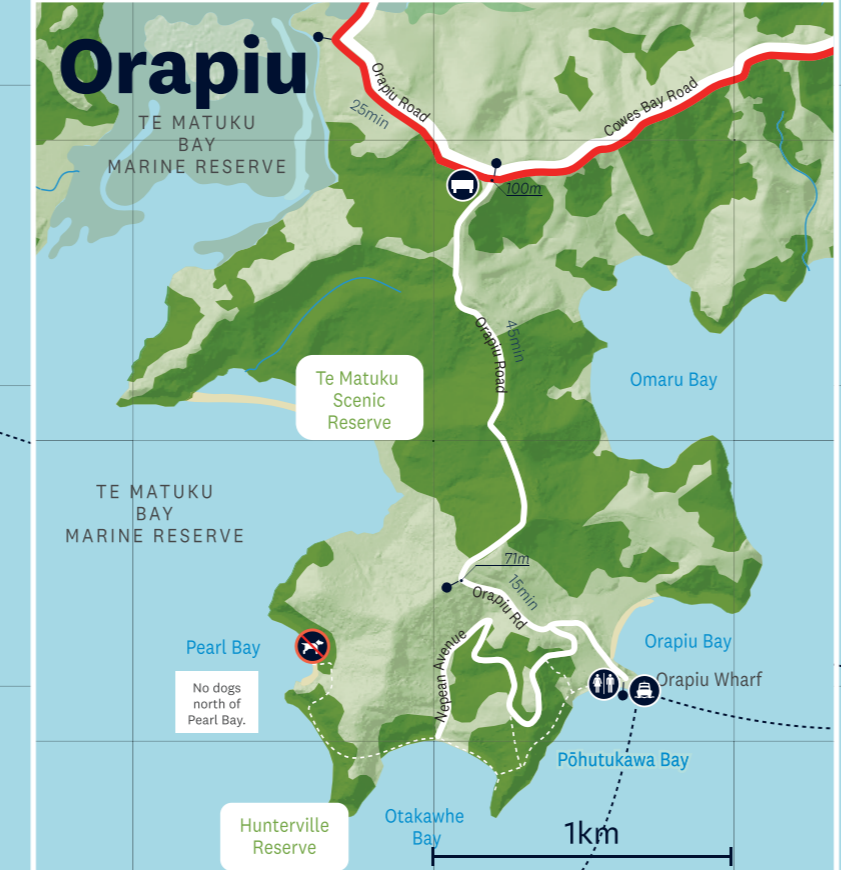 Orapiu
TE MATUKU
BAY
MARINE RESERVE
Orapiu Road
25min
Cowes Bay Road
100m
Orapiu Road
45min
Te Matuku
Scenic
Reserve
Omaru Bay
TE MATUKU
BAY
MARINE RESERVE
71m
15min
Orapiu Rd
Nepean Avenue
Pearl Bay
No dogs
north of
Pearl Bay.
Orapiu Bay
Orapiu Wharf
Pōhutukawa Bay
Hunterville
Reserve
Otakawhe
Bay
1km